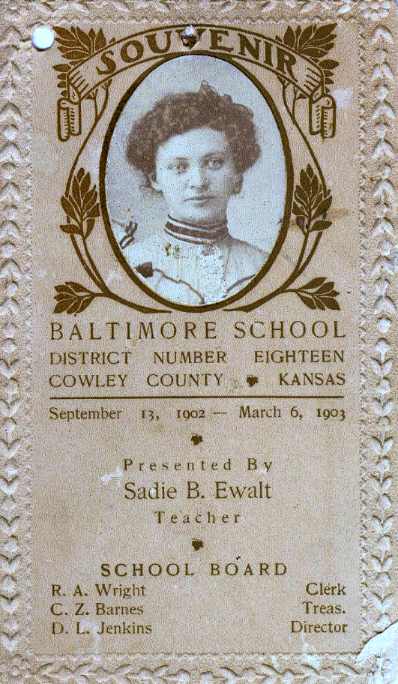 SOUVENIR
BALTIMORE SCHOOL
DISTRICT NUMBER EIGHTEEN
COWLEY COUNTY KANSAS
September 13, 1902 — March 6, 1903
Presented By
Sadie B. Ewalt
Teacher
SCHOOL BOARD
R. A. Wright Clerk
C. Z. Barnes Treas.
D. L. Jenkins Director